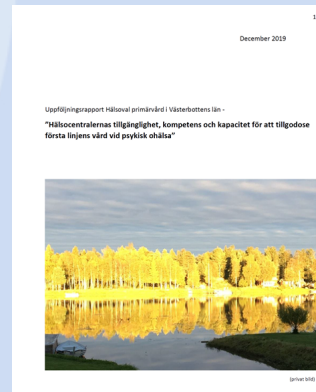 1
December 2019
Uppföljningsrapport Hälsoval primärvård i Västerbottens län -
"Hälsocentralernas tillgänglighet, kompetens och kapacitet för att tillgodose
första linjens vård vid psykisk ohälsa"
(privat bild)